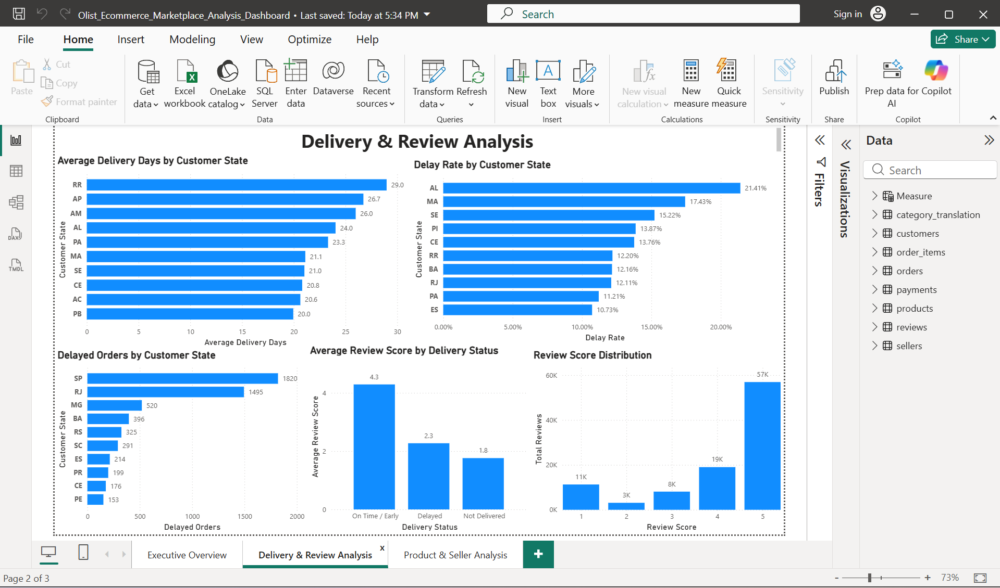 Olist_Ecommerce_Marketplace_Analysis_Dashboard • Last saved: Today at 5:34 PM
Search
Sign in
File
Home
Insert
Modeling
View
Optimize
Help
Share
Paste
Cut
Copy
Format painter
Clipboard
Get data
Excel workbook
OneLake catalog
SQL Server
Enter data
Dataverse
Recent sources
Data
Transform data
Refresh
Queries
New visual
Text box
More visuals
Insert
New visual calculation
New measure
Quick measure
Calculations
Sensitivity
Sensitivity
Publish
Share
Prep data for AI
Copilot
Copilot
DAX
TMDL
Delivery & Review Analysis
Average Delivery Days by Customer State
Customer State
RR 29.0
AP 26.7
AM 26.0
AL 24.0
PA 23.3
MA 21.1
SE 21.0
CE 20.8
AC 20.6
PB 20.0
0 5 10 15 20 25 30
Average Delivery Days
Delay Rate by Customer State
Customer State
AL 21.41%
MA 17.43%
SE 15.22%
PI 13.87%
CE 13.76%
RR 12.20%
BA 12.16%
RJ 12.11%
PA 11.21%
ES 10.73%
0.00% 5.00% 10.00% 15.00% 20.00%
Delay Rate
Delayed Orders by Customer State
Customer State
SP 1820
RJ 1495
MG 520
BA 396
RS 325
SC 291
ES 214
PR 199
CE 176
PE 153
0 500 1000 1500 2000
Delayed Orders
Average Review Score by Delivery Status
Average Review Score
4
2
0
4.3
2.3
1.8
On Time / Early Delayed Not Delivered
Delivery Status
Review Score Distribution
Total Reviews
60K
40K
20K
0K
11K
3K
8K
19K
57K
1 2 3 4 5
Review Score
Filters
Visualizations
Data
Search
Measure
category_translation
customers
order_items
orders
payments
products
reviews
sellers
Executive Overview
Delivery & Review Analysis x
Product & Seller Analysis
+
Page 2 of 3
- + 73%